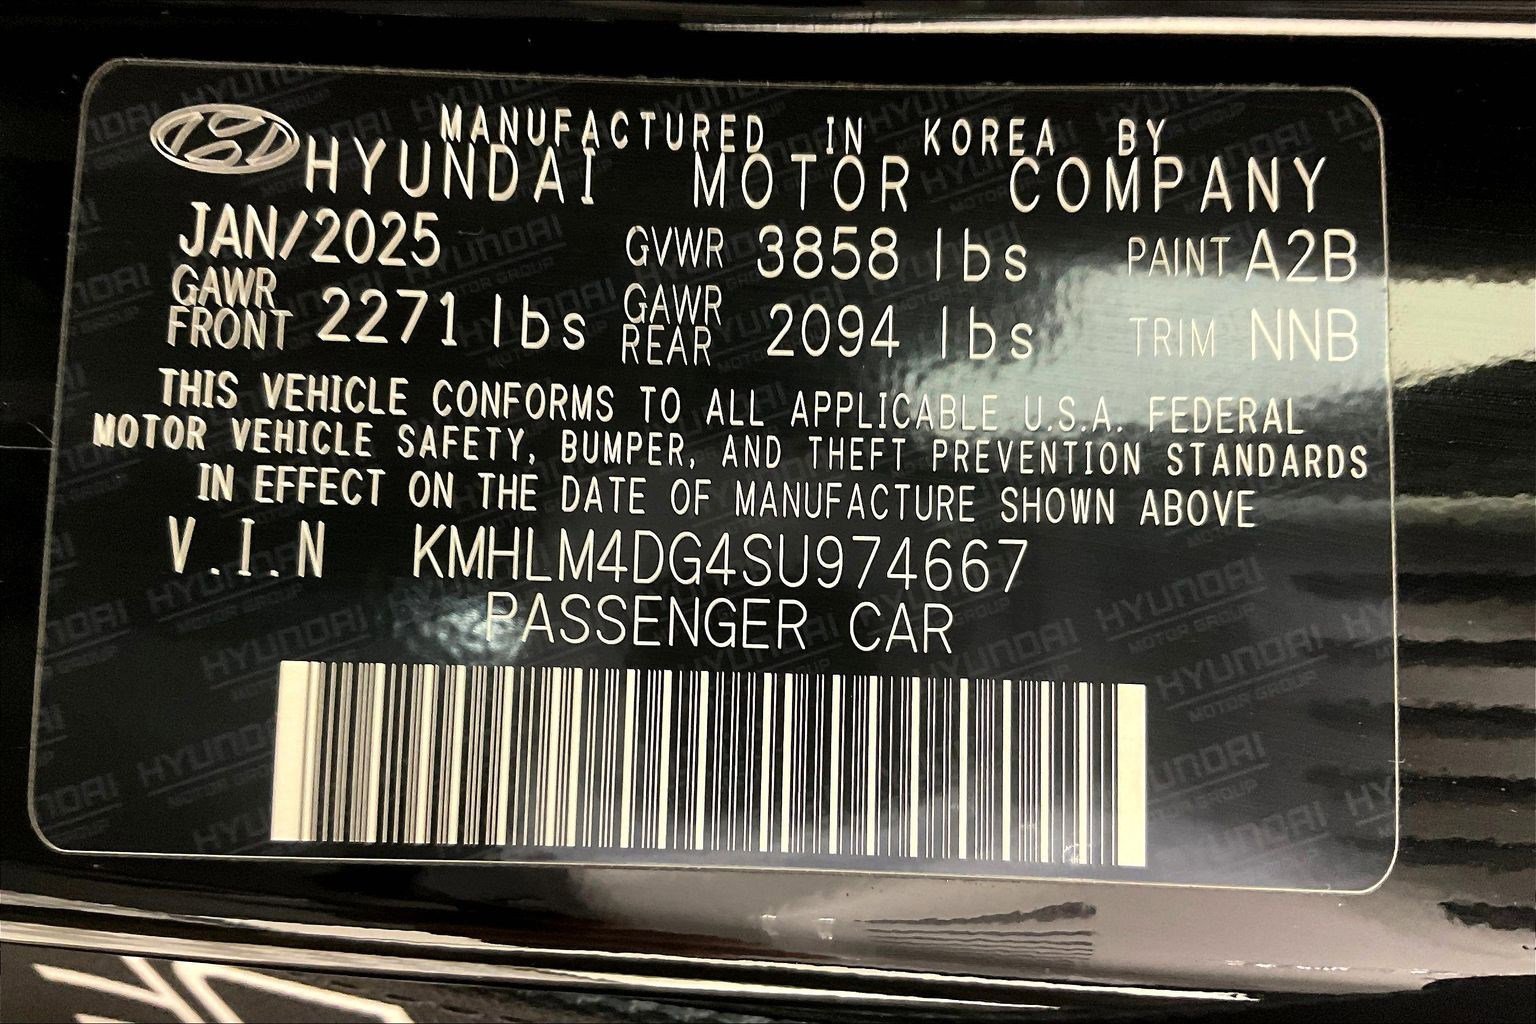 MANUFACTURED IN KOREA BY
HYUNDAI MOTOR COMPANY
JAN/2025 GVWR 3858 lbs PAINT A2B
GAWR FRONT 2271 lbs GAWR REAR 2094 lbs TRIM NNB
THIS VEHICLE CONFORMS TO ALL APPLICABLE U.S.A. FEDERAL
MOTOR VEHICLE SAFETY, BUMPER, AND THEFT PREVENTION STANDARDS
IN EFFECT ON THE DATE OF MANUFACTURE SHOWN ABOVE
V.I.N KMHLM4DG4SU974667
PASSENGER CAR